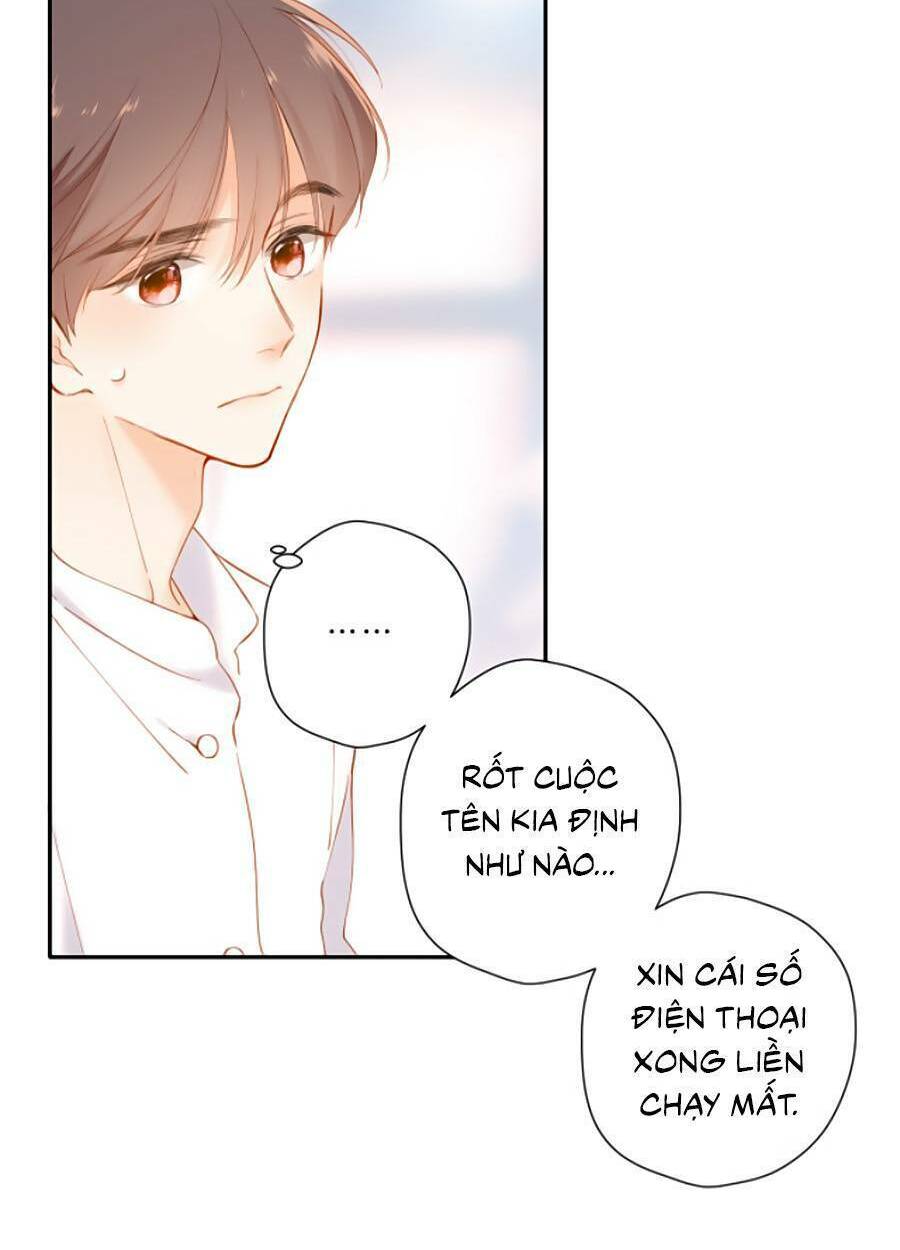 ……
RỐT CUỘC
TÊN KIA ĐỊNH
NHƯ NÀO...
XIN CÁI SỐ
ĐIỆN THOẠI
XONG LIỀN
CHẠY MẤT.